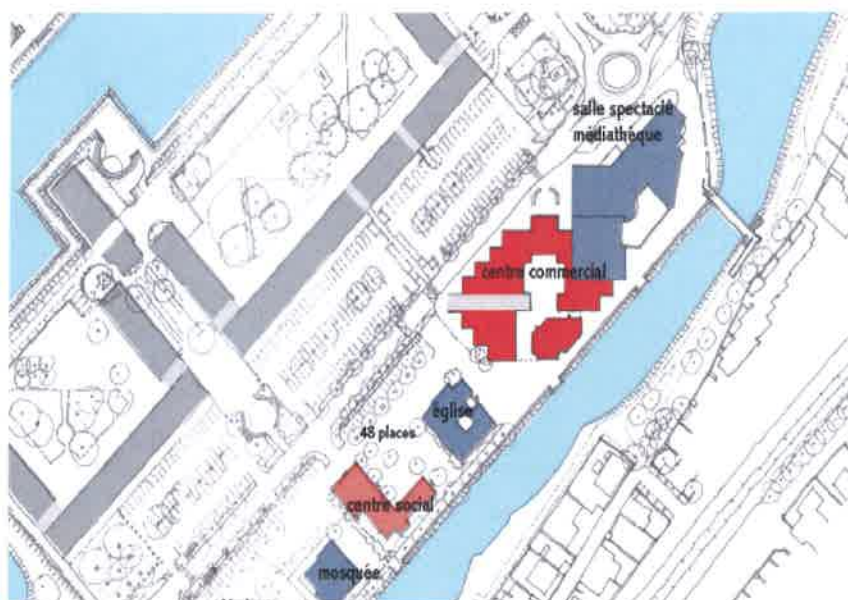 salle spectacle
médiathèque
centre commercial
église
48 places
centre social
mosquée